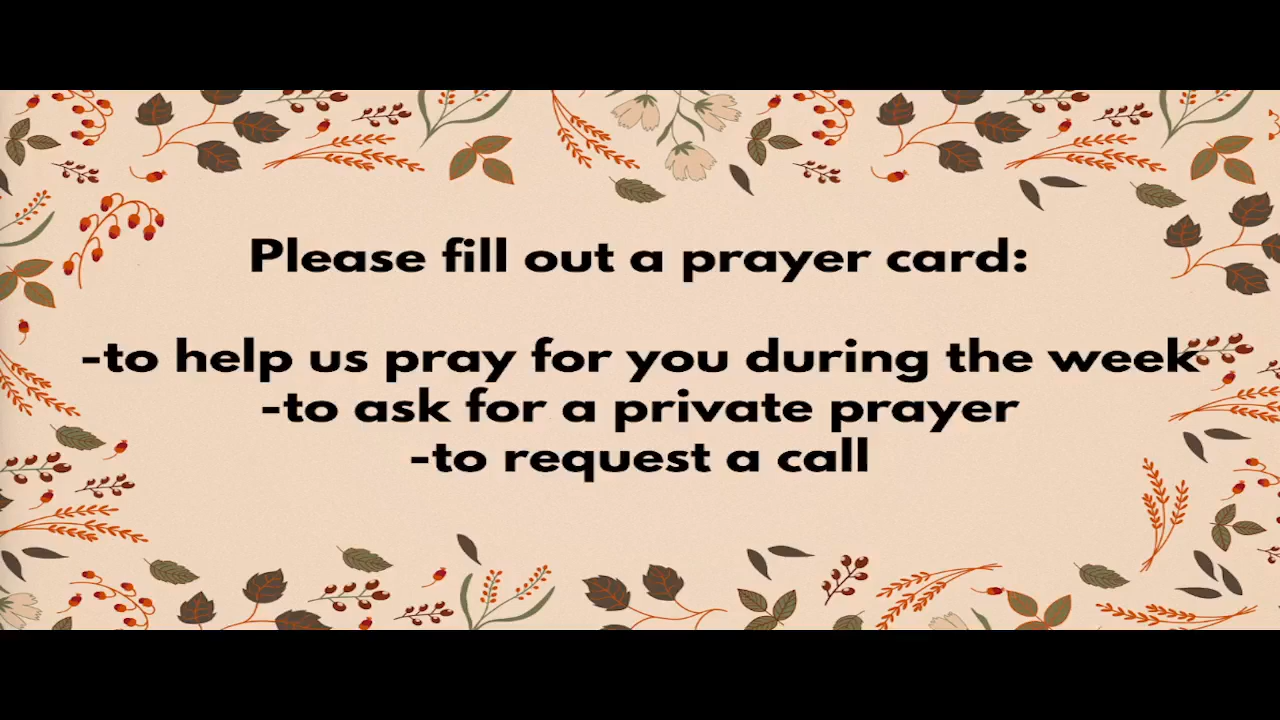 Please fill out a prayer card:
-to help us pray for you during the week
-to ask for a private prayer
-to request a call